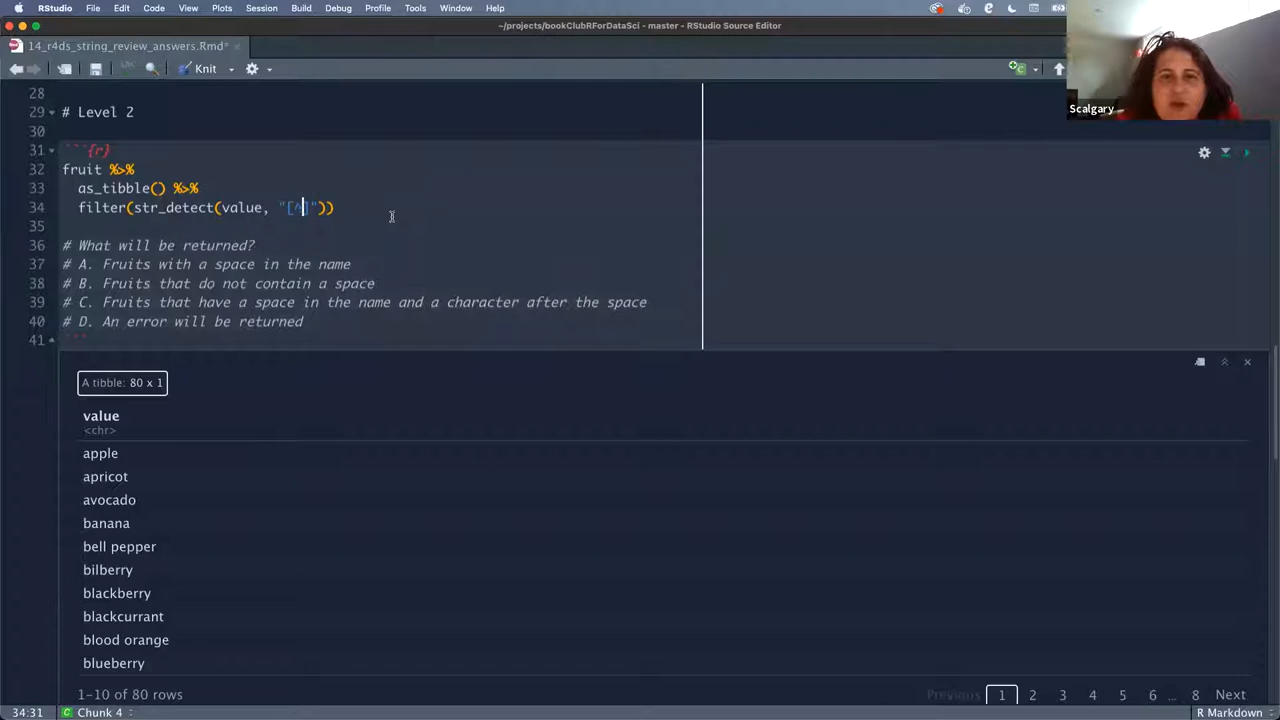 RStudio File Edit Code View Plots Session Build Debug Profile Tools Window Help
~/projects/bookClubRForDataSci - master - RStudio Source Editor
14_r4ds_string_review_answers.Rmd*
Knit
Scalgary
28
29 # Level 2
30
31 ```{r}
32 fruit %>%
33 as_tibble() %>%
34 filter(str_detect(value, "[^]"))
35
36 # What will be returned?
37 # A. Fruits with a space in the name
38 # B. Fruits that do not contain a space
39 # C. Fruits that have a space in the name and a character after the space
40 # D. An error will be returned
41 ```
A tibble: 80 x 1
value
<chr>
apple
apricot
avocado
banana
bell pepper
bilberry
blackberry
blackcurrant
blood orange
blueberry
1-10 of 80 rows Previous 1 2 3 4 5 6 … 8 Next
34:31 Chunk 4 R Markdown